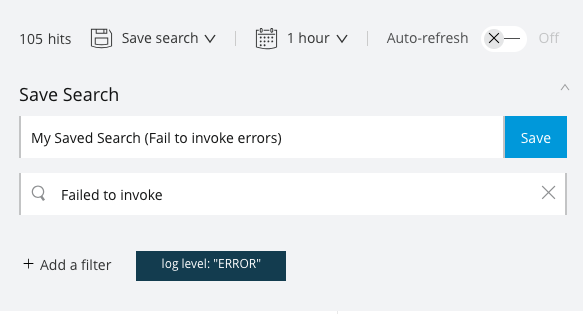 105 hits Save search 1 hour Auto-refresh Off
Save Search
My Saved Search (Fail to invoke errors) Save
Failed to invoke
+ Add a filter log level: "ERROR"